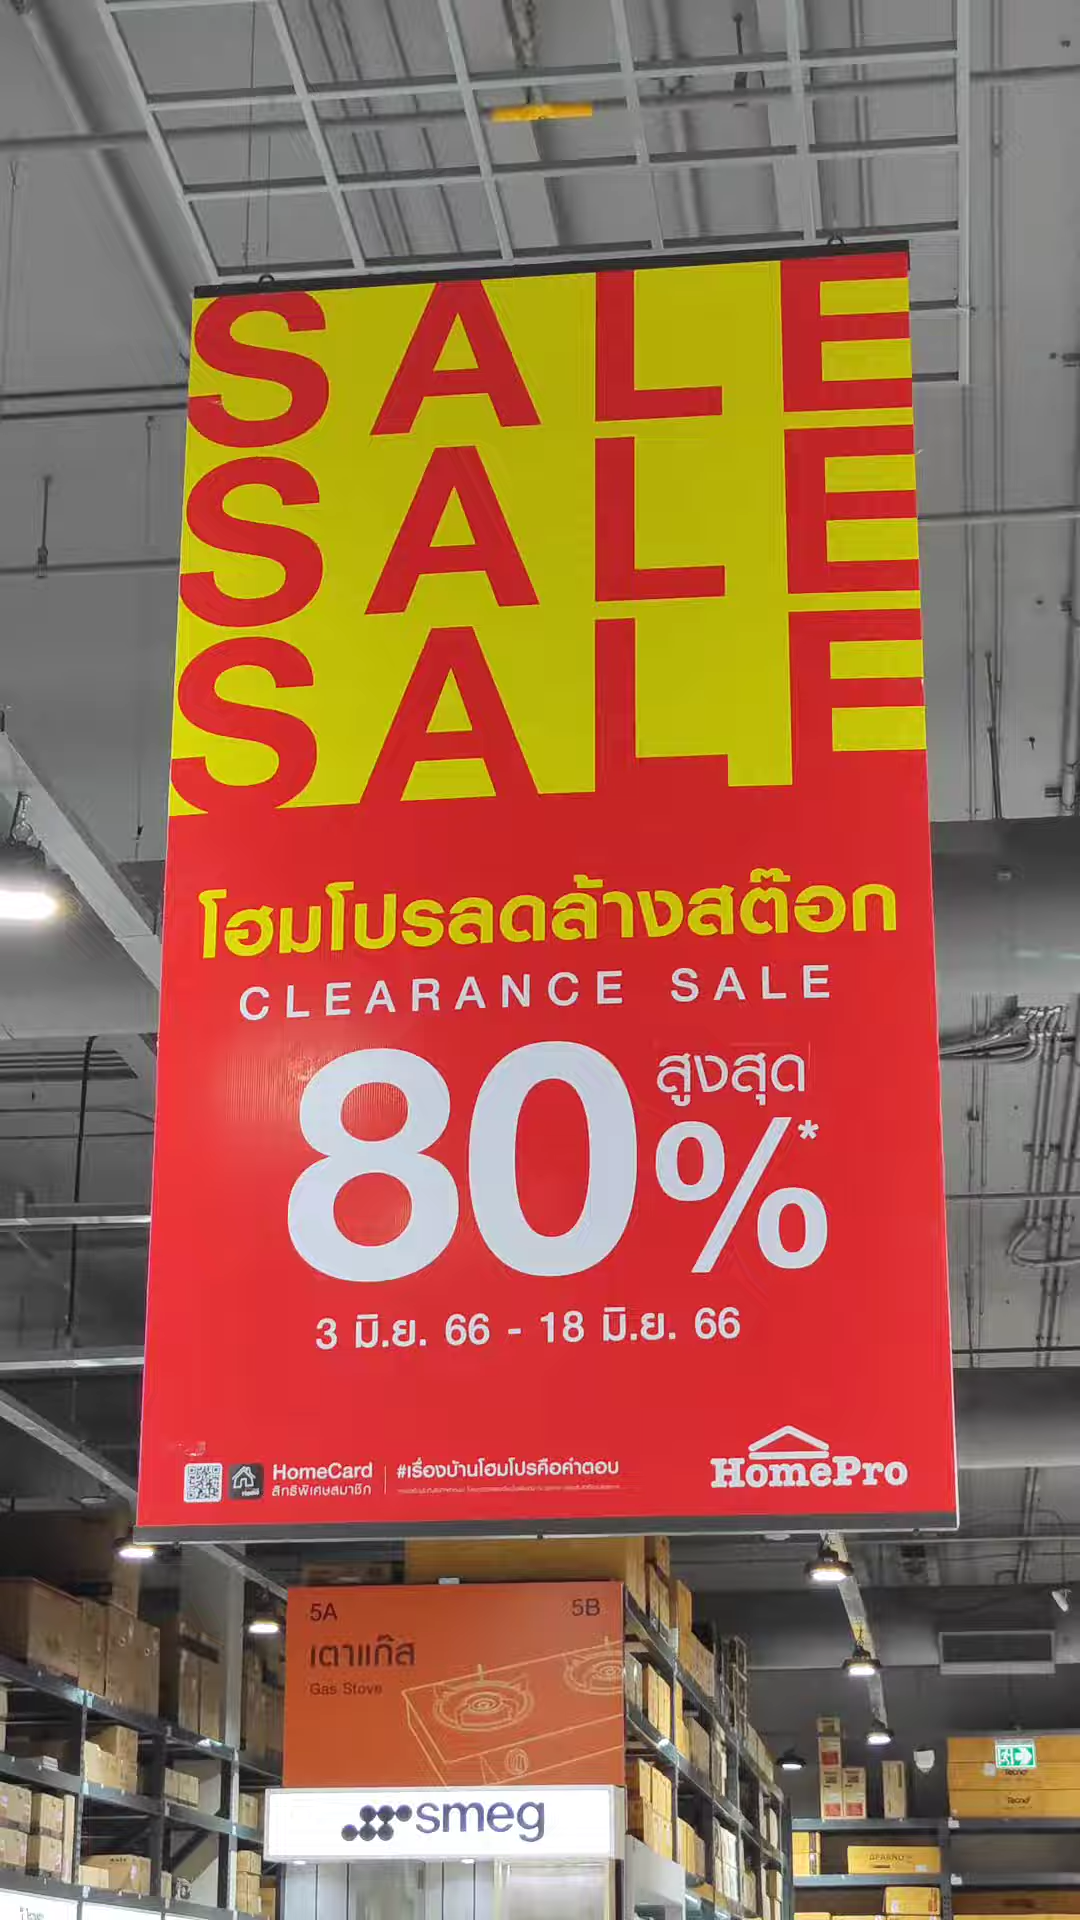 SALE
SALE
SALE
โฮมโปรลดล้างสต๊อก
CLEARANCE SALE
80%*
สูงสุด
3 มิ.ย. 66 - 18 มิ.ย. 66
HomeCard
สิทธิพิเศษสมาชิก
#เรื่องบ้านโฮมโปรคือคำตอบ
HomePro
5A
5B
เตาแก๊ส
Gas Stove
smeg
Tecno
Tecno